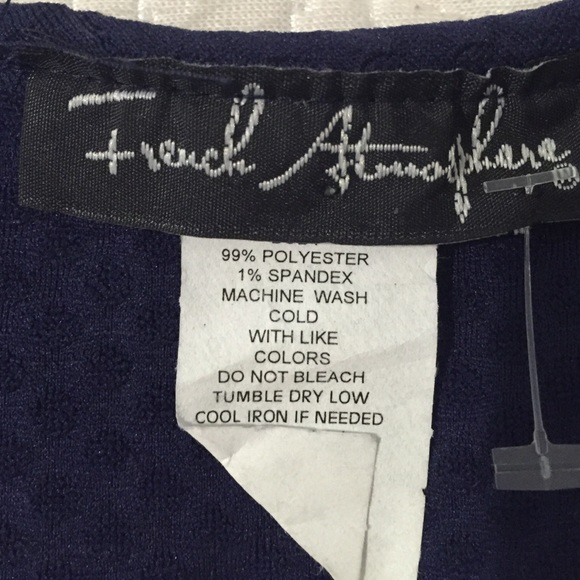 French Atmosphere
99% POLYESTER
1% SPANDEX
MACHINE WASH
COLD
WITH LIKE
COLORS
DO NOT BLEACH
TUMBLE DRY LOW
COOL IRON IF NEEDED